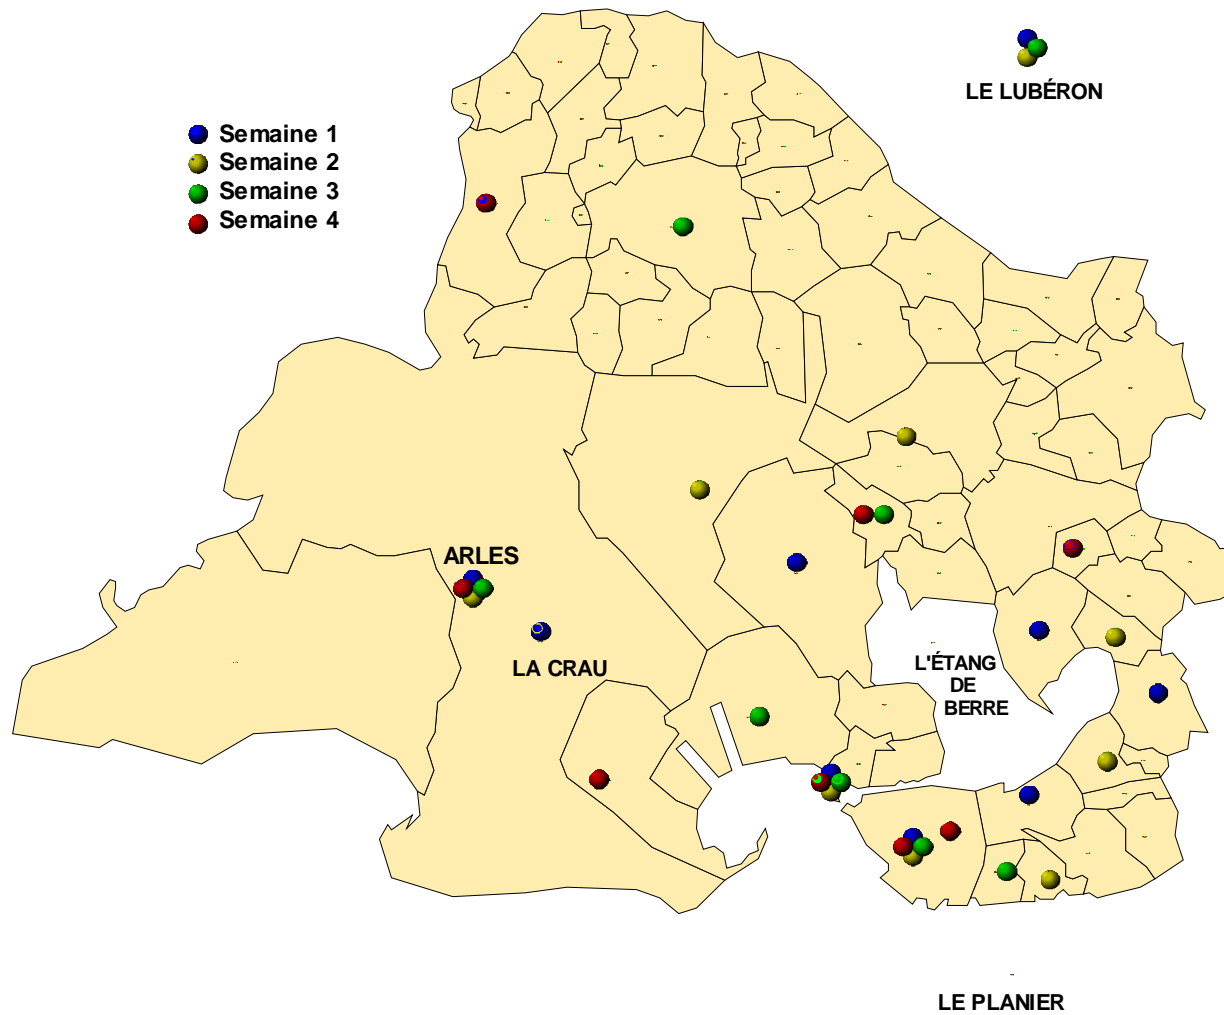 LE LUBÉRON
Semaine 1
Semaine 2
Semaine 3
Semaine 4
ARLES
LA CRAU
L'ÉTANG
DE
BERRE
LE PLANIER